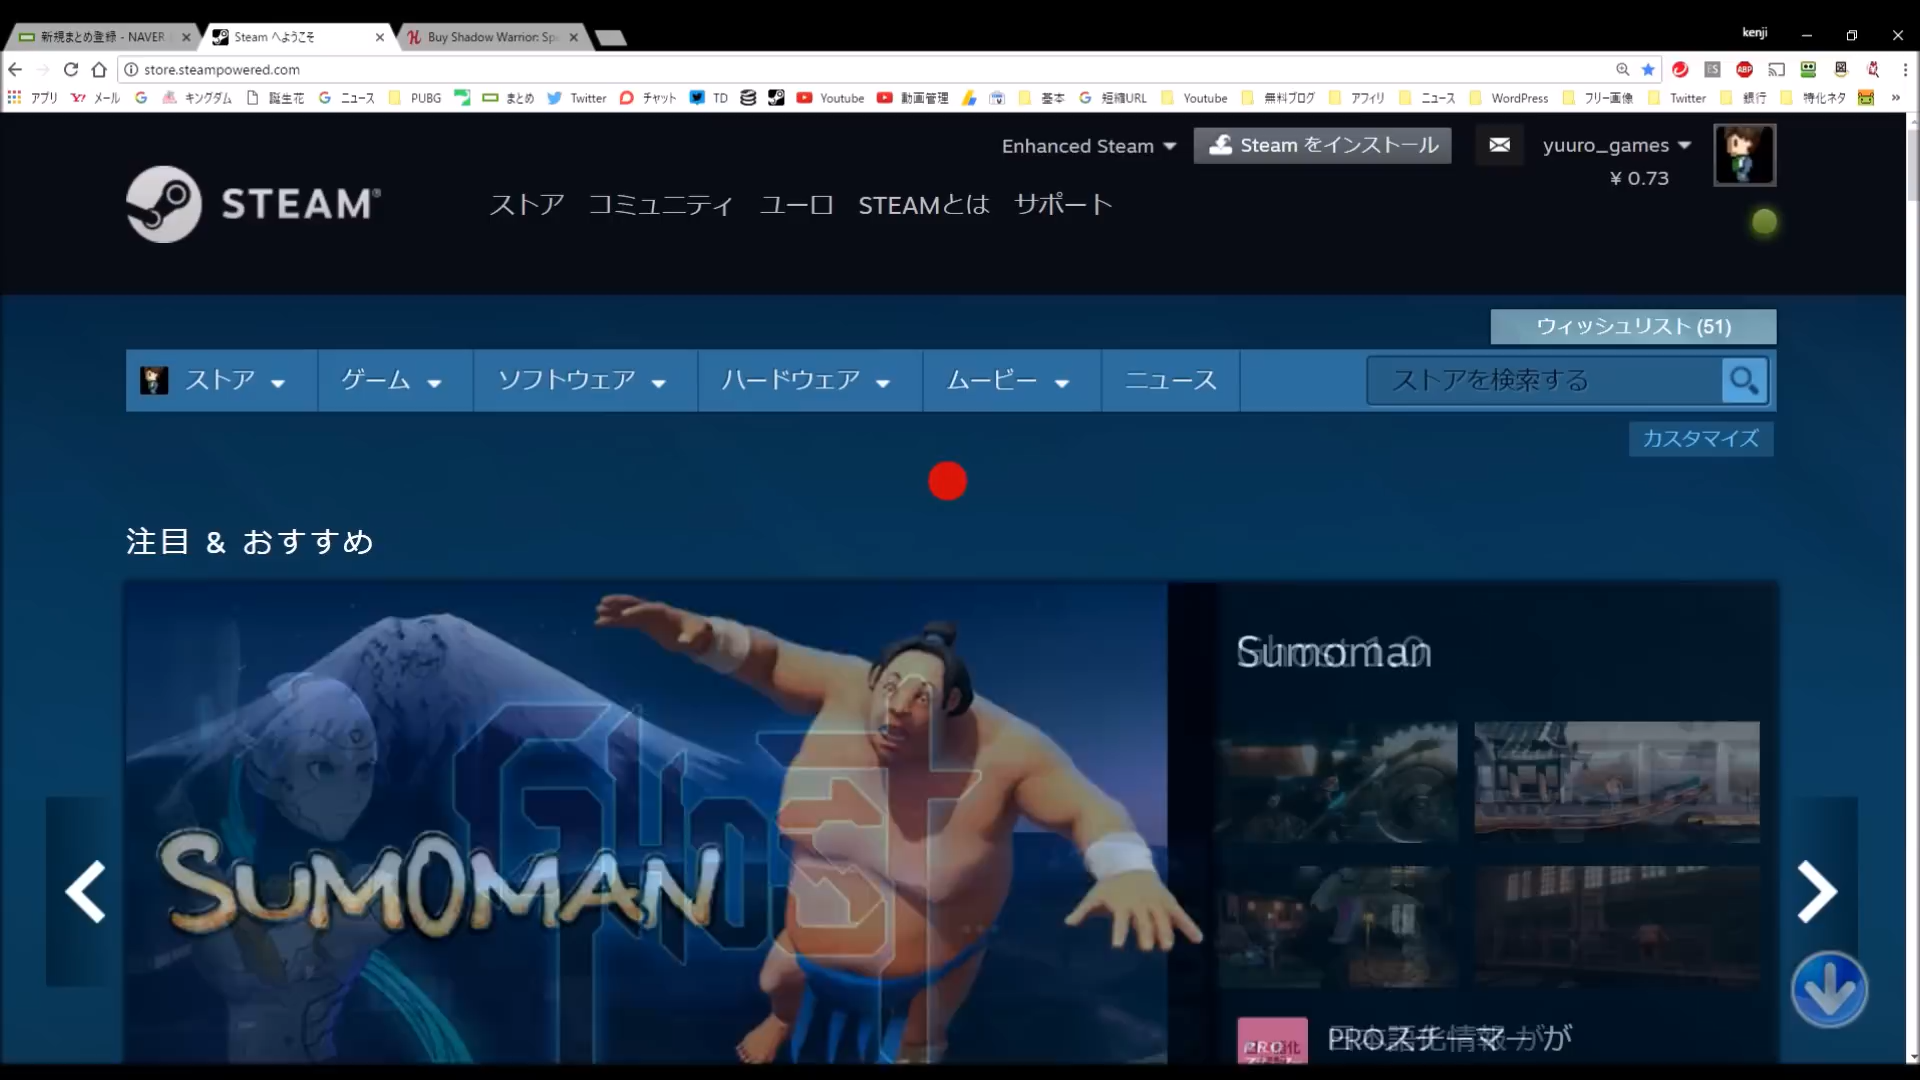 kenji
新規まとめ登録 - NAVER
Steam へようこそ
Buy Shadow Warrior: Sp
store.steampowered.com
アプリ メール キングダム 誕生花 ニュース PUBG まとめ Twitter チャット TD Youtube 動画管理 基本 短縮URL Youtube 無料ブログ アフィリ ニュース WordPress フリー画像 Twitter 銀行 特化ネタ »
Enhanced Steam
Steam をインストール
yuuro_games
¥ 0.73
STEAM®
ストア コミュニティ ユーロ STEAMとは サポート
ウィッシュリスト (51)
ストア ゲーム ソフトウェア ハードウェア ムービー ニュース ストアを検索する
カスタマイズ
注目 & おすすめ
Sumoman
Ghost 1.0
SUMOMAN
GHOST
PRO